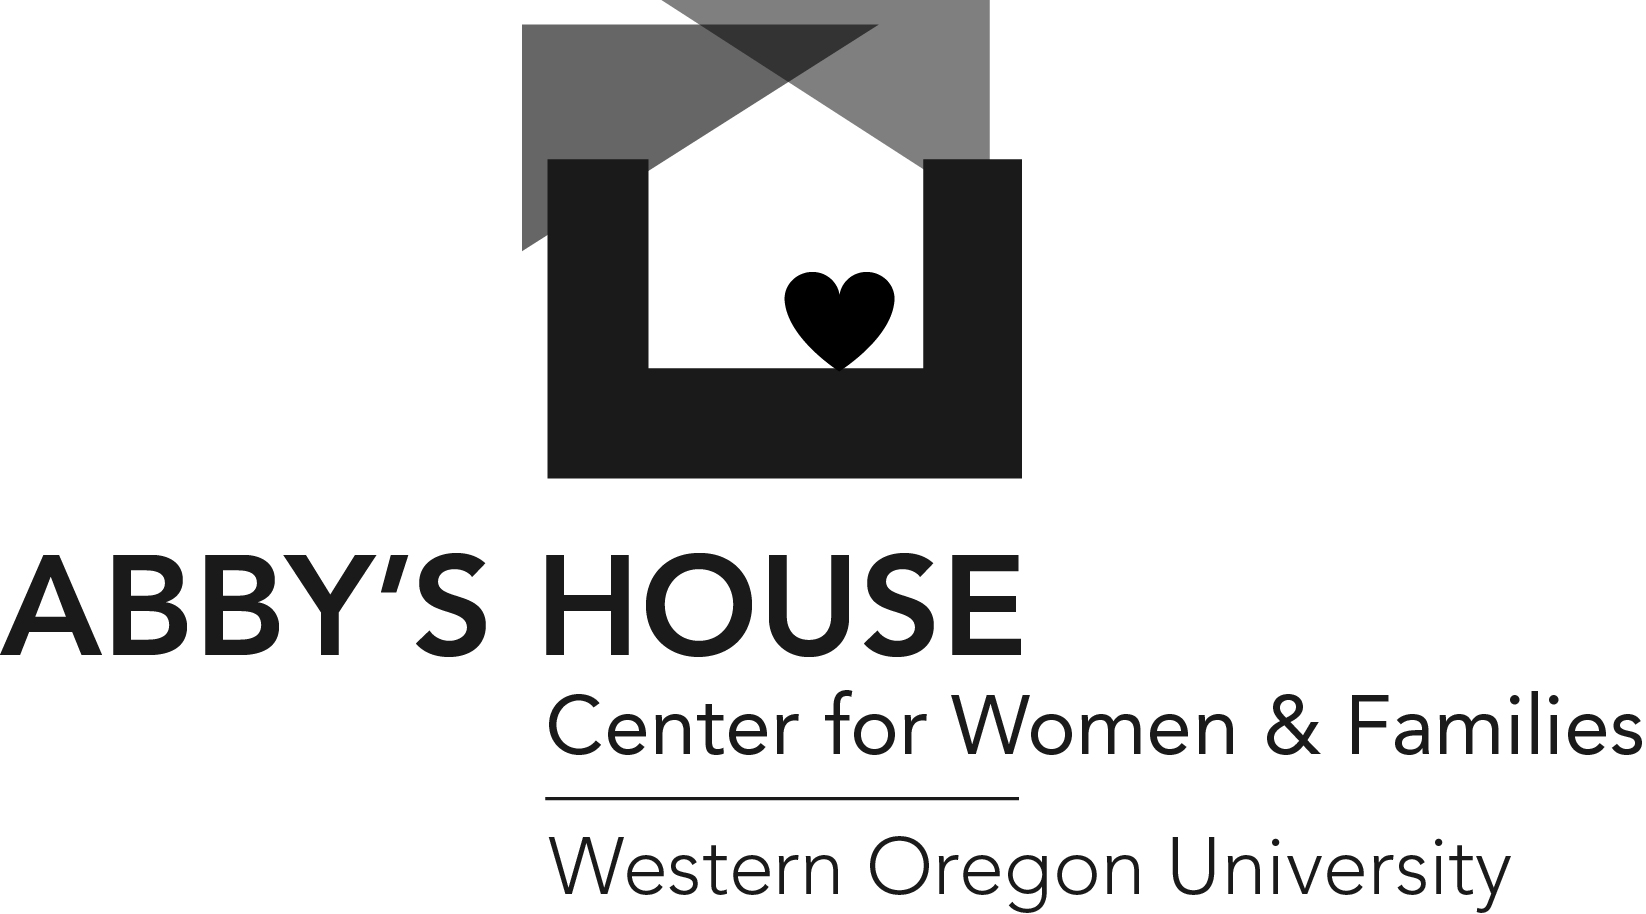 ABBY’S HOUSE
Center for Women & Families
Western Oregon University